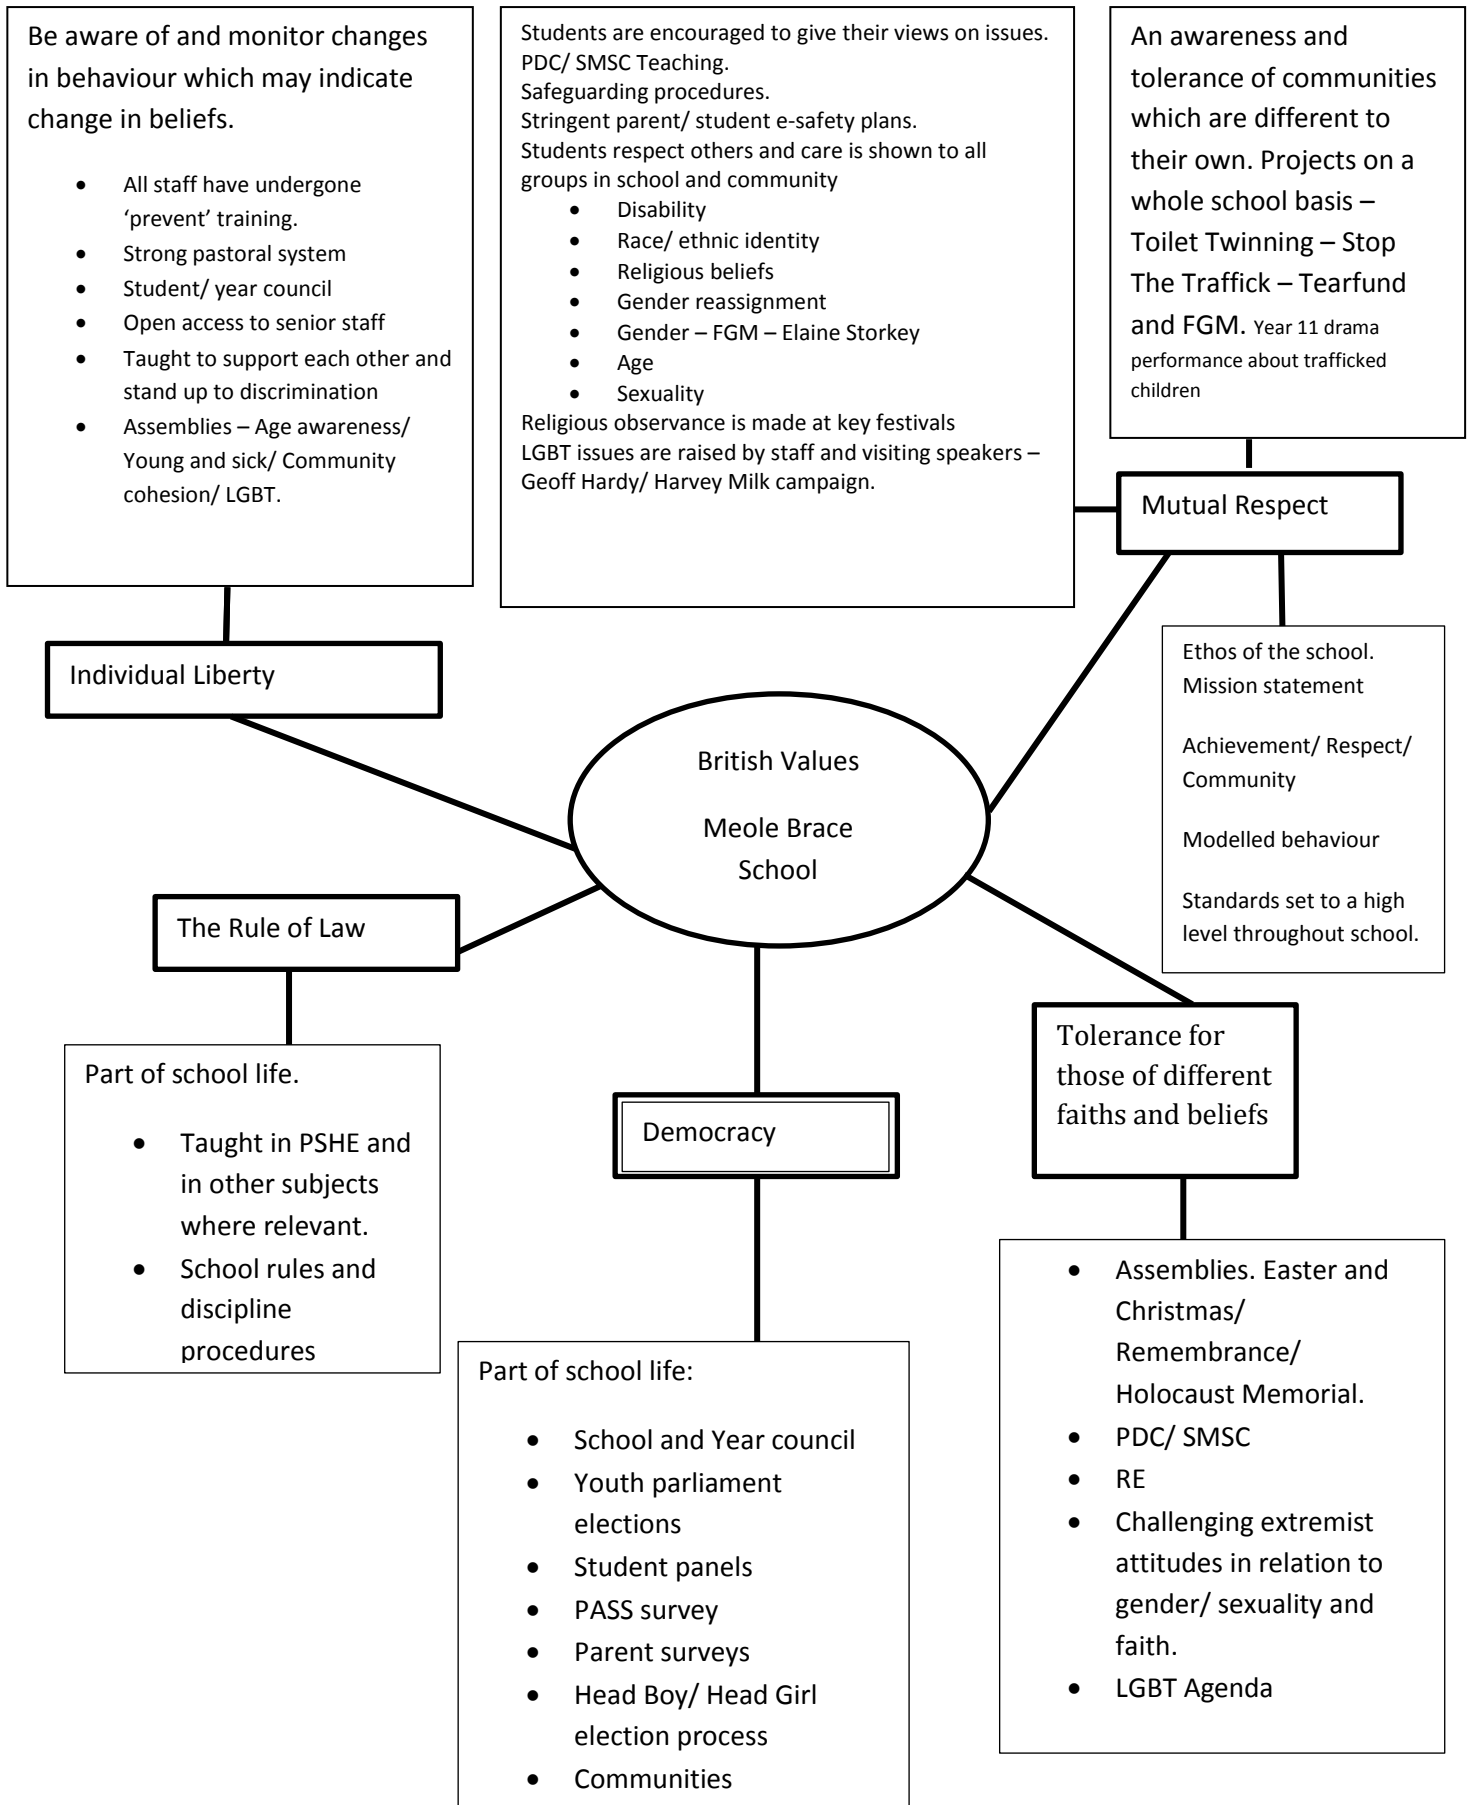 Be aware of and monitor changes
in behaviour which may indicate
change in beliefs.
• All staff have undergone
‘prevent’ training.
• Strong pastoral system
• Student/ year council
• Open access to senior staff
• Taught to support each other and
stand up to discrimination
• Assemblies – Age awareness/
Young and sick/ Community
cohesion/ LGBT.
Students are encouraged to give their views on issues.
PDC/ SMSC Teaching.
Safeguarding procedures.
Stringent parent/ student e-safety plans.
Students respect others and care is shown to all
groups in school and community
• Disability
• Race/ ethnic identity
• Religious beliefs
• Gender reassignment
• Gender – FGM – Elaine Storkey
• Age
• Sexuality
Religious observance is made at key festivals
LGBT issues are raised by staff and visiting speakers –
Geoff Hardy/ Harvey Milk campaign.
An awareness and
tolerance of communities
which are different to
their own. Projects on a
whole school basis –
Toilet Twinning – Stop
The Traffick – Tearfund
and FGM. Year 11 drama
performance about trafficked
children
Mutual Respect
Individual Liberty
Ethos of the school.
Mission statement
Achievement/ Respect/
Community
Modelled behaviour
Standards set to a high
level throughout school.
British Values
Meole Brace
School
The Rule of Law
Part of school life.
• Taught in PSHE and
in other subjects
where relevant.
• School rules and
discipline
procedures
Democracy
Part of school life:
• School and Year council
• Youth parliament
elections
• Student panels
• PASS survey
• Parent surveys
• Head Boy/ Head Girl
election process
• Communities
Tolerance for
those of different
faiths and beliefs
• Assemblies. Easter and
Christmas/
Remembrance/
Holocaust Memorial.
• PDC/ SMSC
• RE
• Challenging extremist
attitudes in relation to
gender/ sexuality and
faith.
• LGBT Agenda